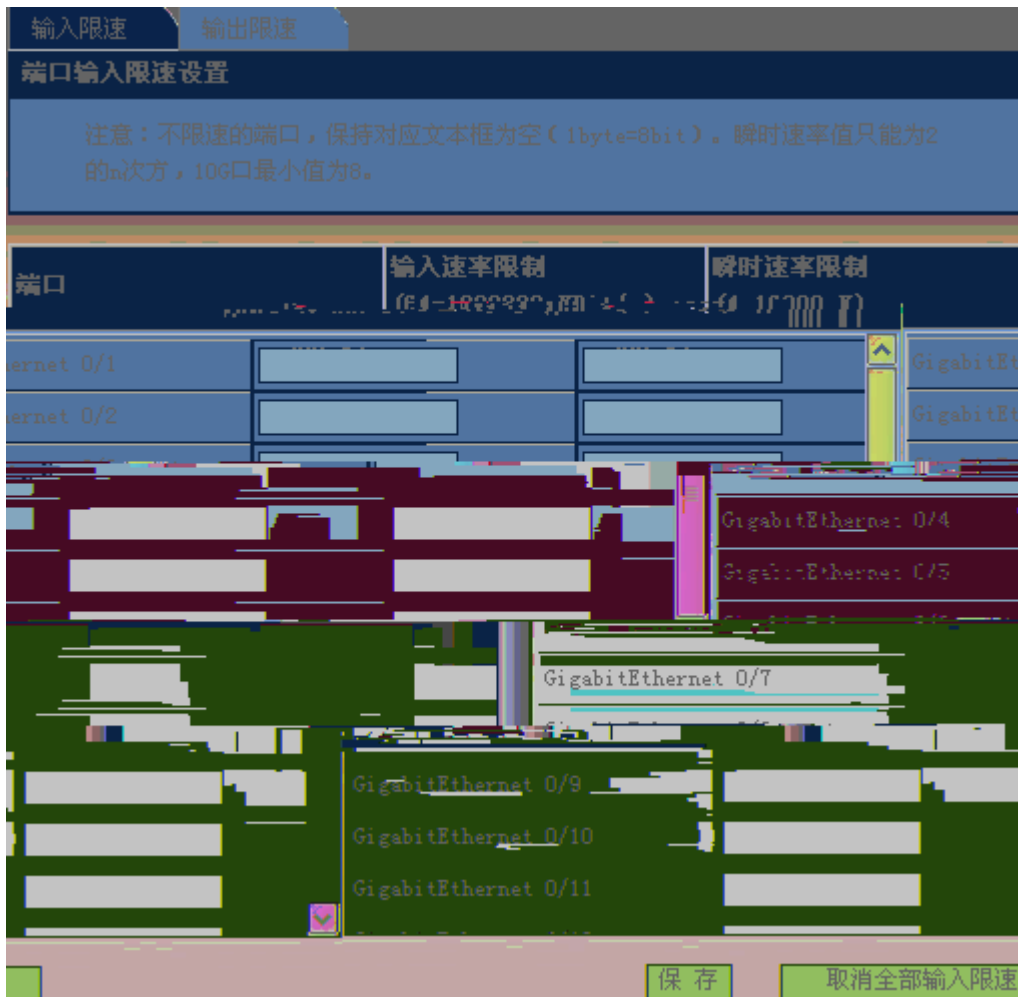 输入限速
输出限速
端口输入限速设置
注意：不限速的端口，保持对应文本框为空（1byte=8bit）。瞬时速率值只能为2
的n次方，10G口最小值为8。
端口
输入速率限制
瞬时速率限制
ernet 0/1
GigabitEt
ernet 0/2
GigabitEt
GigabitEthernet 0/4
GigabitEthernet 0/5
GigabitEthernet 0/7
GigabitEthernet 0/9
GigabitEthernet 0/10
GigabitEthernet 0/11
保 存
取消全部输入限速